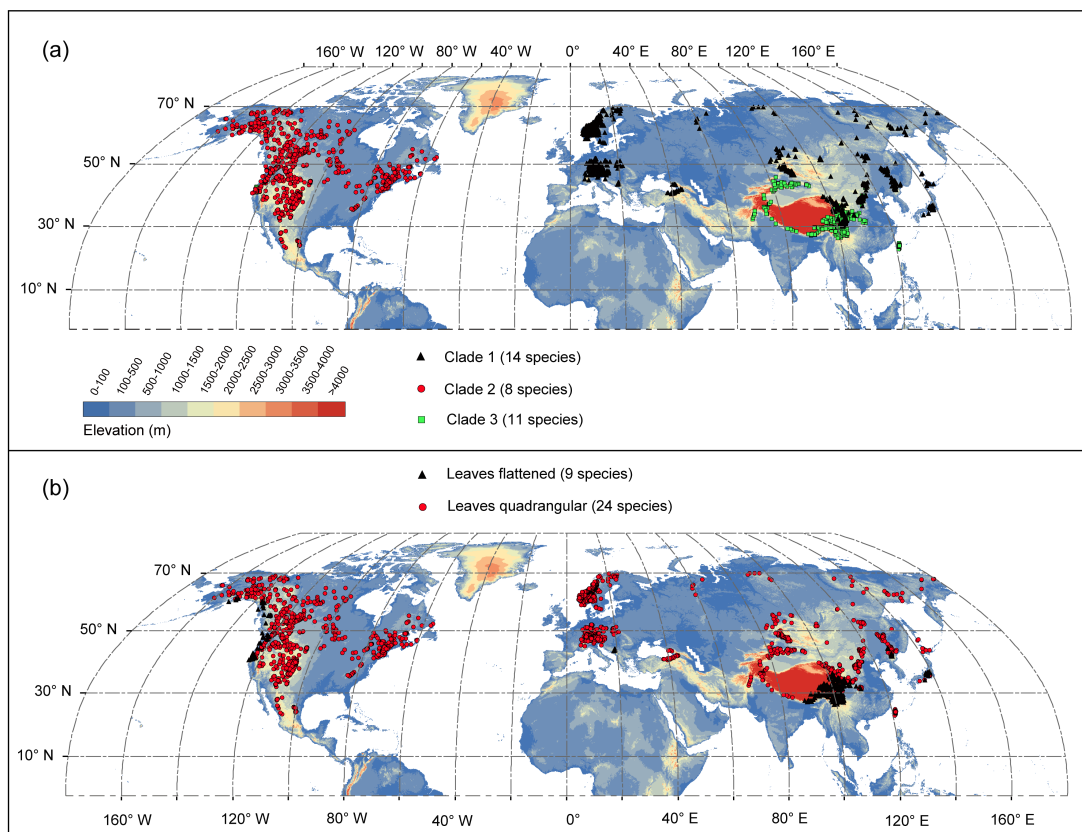 (a)
160° W 120° W 80° W 40° W 0° 40° E 80° E 120° E 160° E
70° N
50° N
30° N
10° N
0-100 100-500 500-1000 1000-1500 1500-2000 2000-2500 2500-3000 3000-3500 3500-4000 >4000
Elevation (m)
Clade 1 (14 species)
Clade 2 (8 species)
Clade 3 (11 species)
(b)
Leaves flattened (9 species)
Leaves quadrangular (24 species)
70° N
50° N
30° N
10° N
160° W 120° W 80° W 40° W 0° 40° E 80° E 120° E 160° E